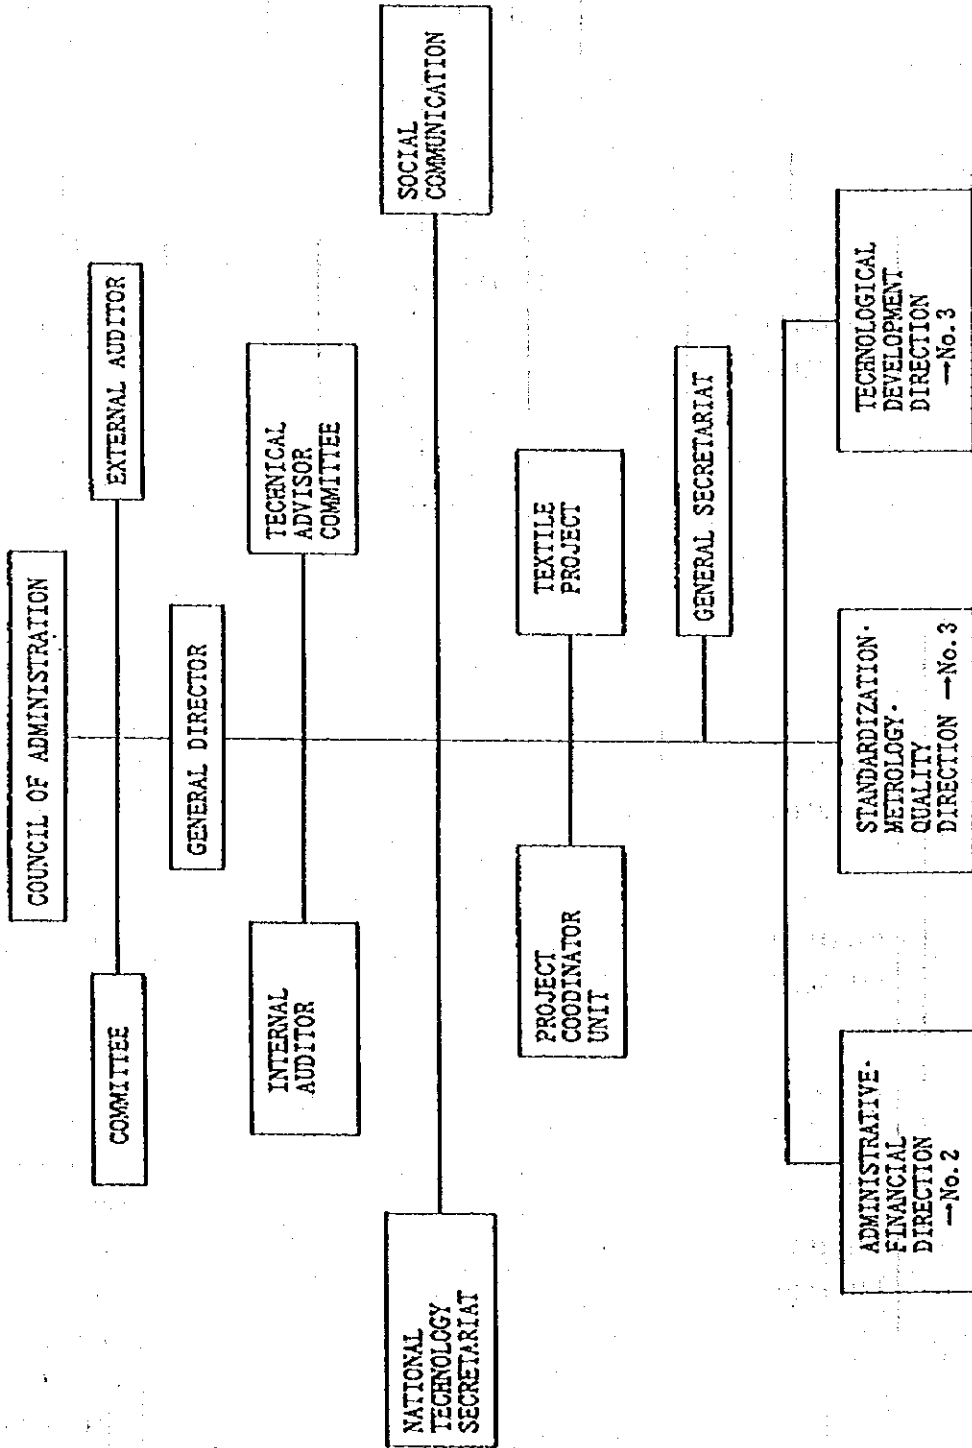 COUNCIL OF ADMINISTRATION
COMMITTEE
EXTERNAL AUDITOR
GENERAL DIRECTOR
INTERNAL
AUDITOR
TECHNICAL
ADVISOR
COMMITTEE
NATIONAL
TECHNOLOGY
SECRETARIAT
SOCIAL
COMMUNICATION
PROJECT
COODINATOR
UNIT
TEXTILE
PROJECT
GENERAL SECRETARIAT
ADMINISTRATIVE·
FINANCIAL
DIRECTION
→No.2
STANDARDIZATION·
METROLOGY·
QUALITY
DIRECTION →No.3
TECHNOLOGICAL
DEVELOPMENT
DIRECTION
→No.3